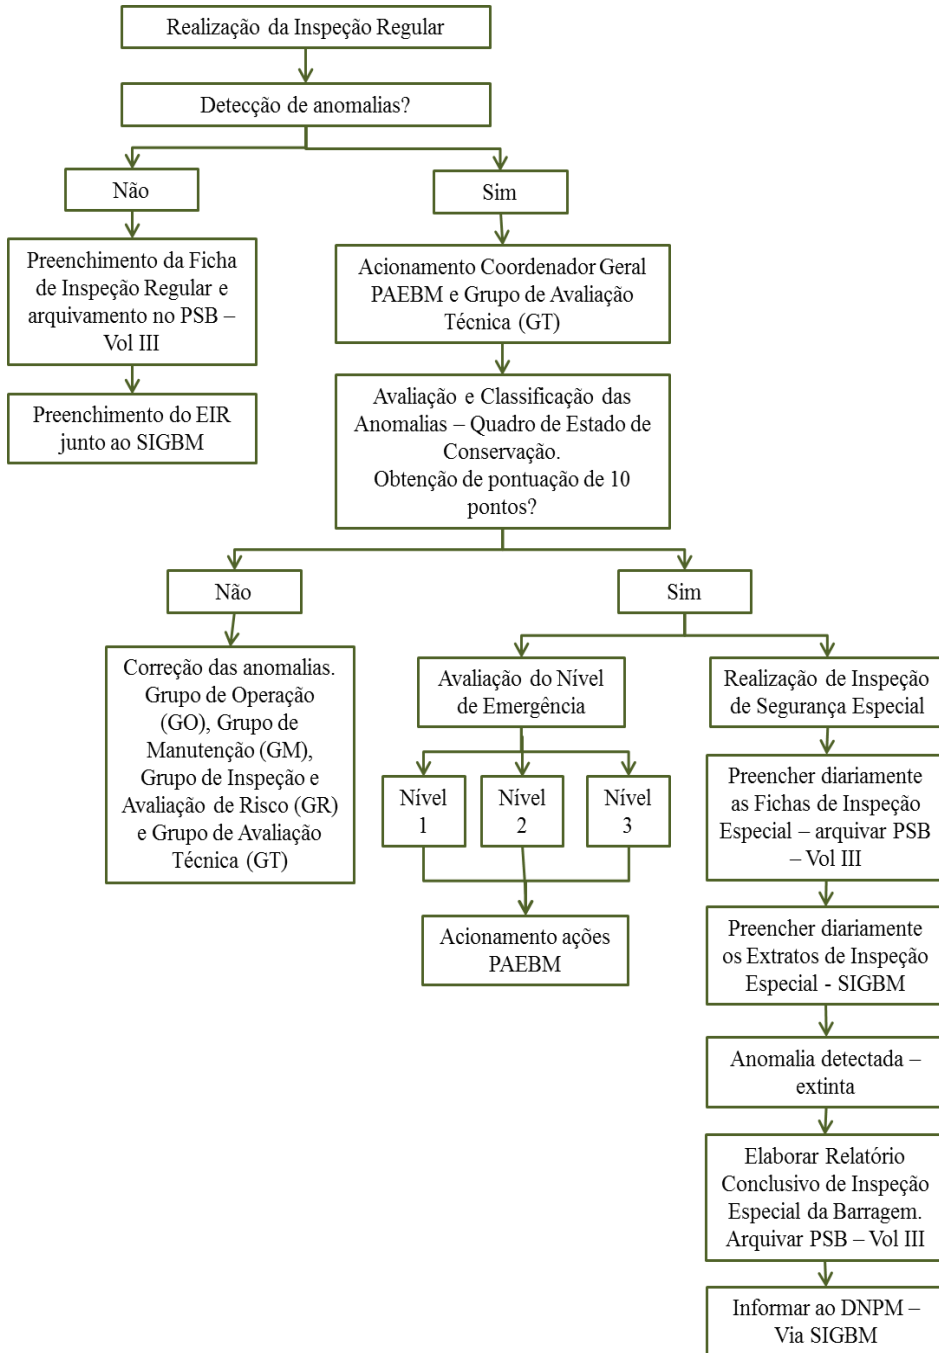 Realização da Inspeção Regular
Detecção de anomalias?
Não
Sim
Preenchimento da Ficha
de Inspeção Regular e
arquivamento no PSB –
Vol III
Acionamento Coordenador Geral
PAEBM e Grupo de Avaliação
Técnica (GT)
Preenchimento do EIR
junto ao SIGBM
Avaliação e Classificação das
Anomalias – Quadro de Estado de
Conservação.
Obtenção de pontuação de 10
pontos?
Não
Sim
Correção das anomalias.
Grupo de Operação
(GO), Grupo de
Manutenção (GM),
Grupo de Inspeção e
Avaliação de Risco (GR)
e Grupo de Avaliação
Técnica (GT)
Avaliação do Nível
de Emergência
Nível
1
Nível
2
Nível
3
Acionamento ações
PAEBM
Realização de Inspeção
de Segurança Especial
Preencher diariamente
as Fichas de Inspeção
Especial – arquivar PSB
– Vol III
Preencher diariamente
os Extratos de Inspeção
Especial - SIGBM
Anomalia detectada –
extinta
Elaborar Relatório
Conclusivo de Inspeção
Especial da Barragem.
Arquivar PSB – Vol III
Informar ao DNPM –
Via SIGBM